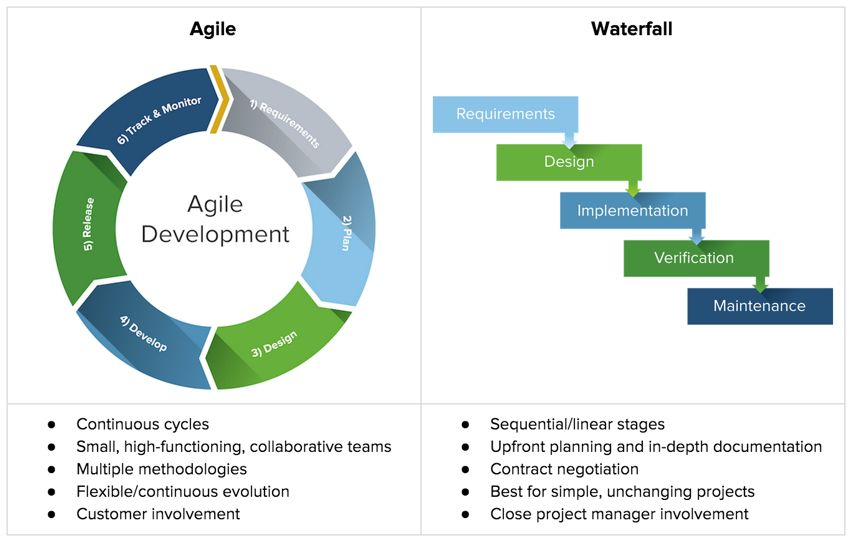 Agile
1) Requirements
2) Plan
3) Design
4) Develop
5) Release
6) Track & Monitor
Agile
Development
● Continuous cycles
● Small, high-functioning, collaborative teams
● Multiple methodologies
● Flexible/continuous evolution
● Customer involvement
Waterfall
Requirements
Design
Implementation
Verification
Maintenance
● Sequential/linear stages
● Upfront planning and in-depth documentation
● Contract negotiation
● Best for simple, unchanging projects
● Close project manager involvement